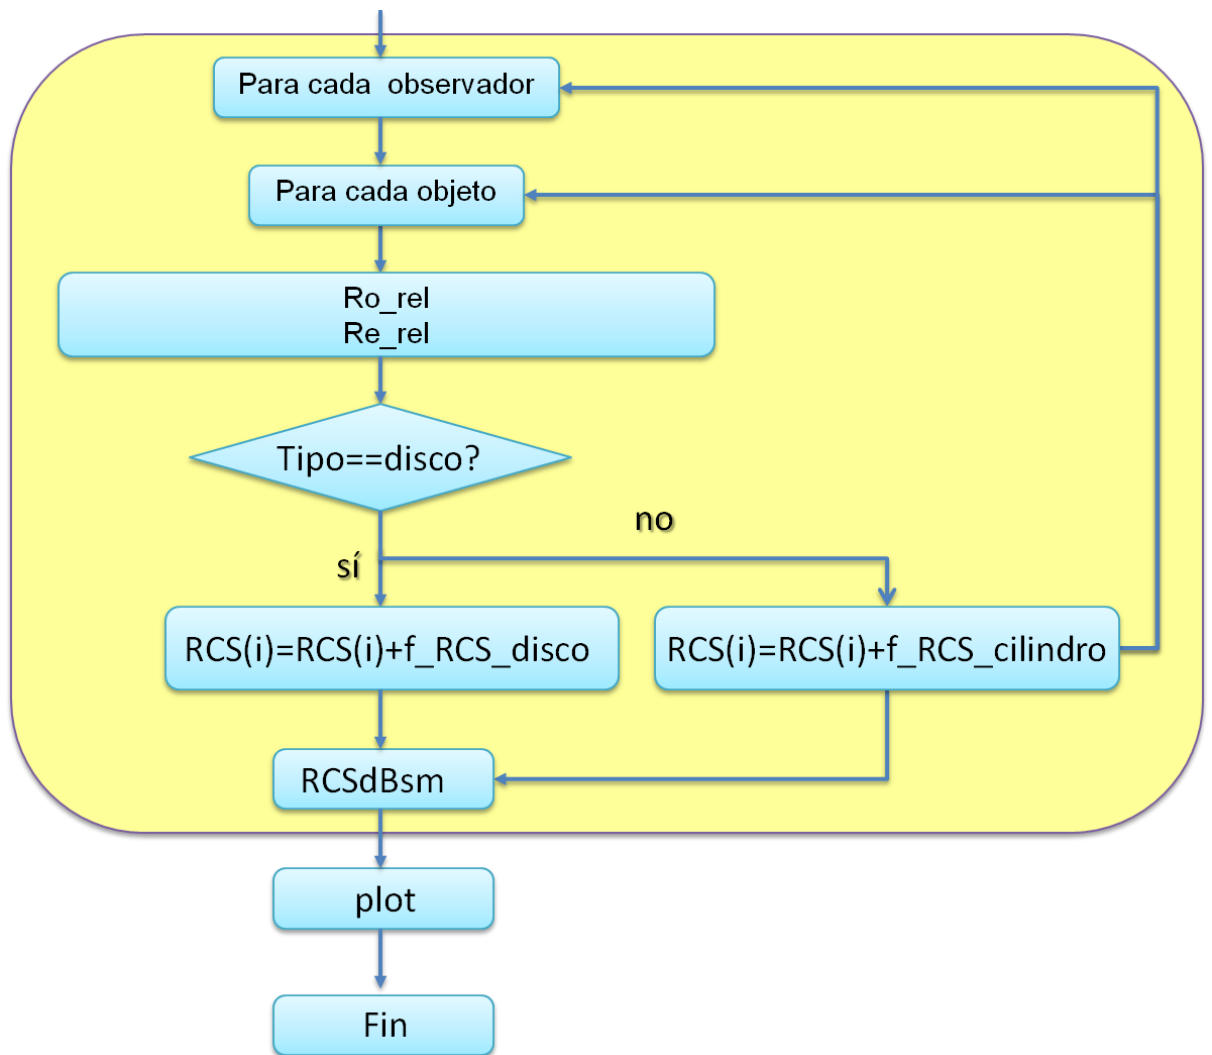 Para cada  observador
Para cada objeto
Ro_rel
Re_rel
Tipo==disco?
no
sí
RCS(i)=RCS(i)+f_RCS_disco
RCS(i)=RCS(i)+f_RCS_cilindro
RCSdBsm
plot
Fin